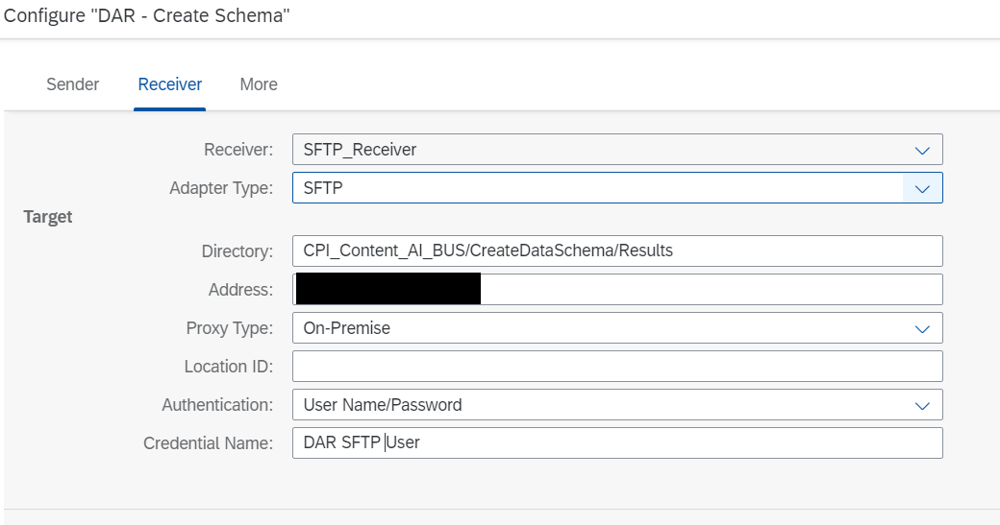 Configure "DAR - Create Schema"
Sender Receiver More
Receiver: SFTP_Receiver
Adapter Type: SFTP
Target
Directory: CPI_Content_AI_BUS/CreateDataSchema/Results
Address:
Proxy Type: On-Premise
Location ID:
Authentication: User Name/Password
Credential Name: DAR SFTP User